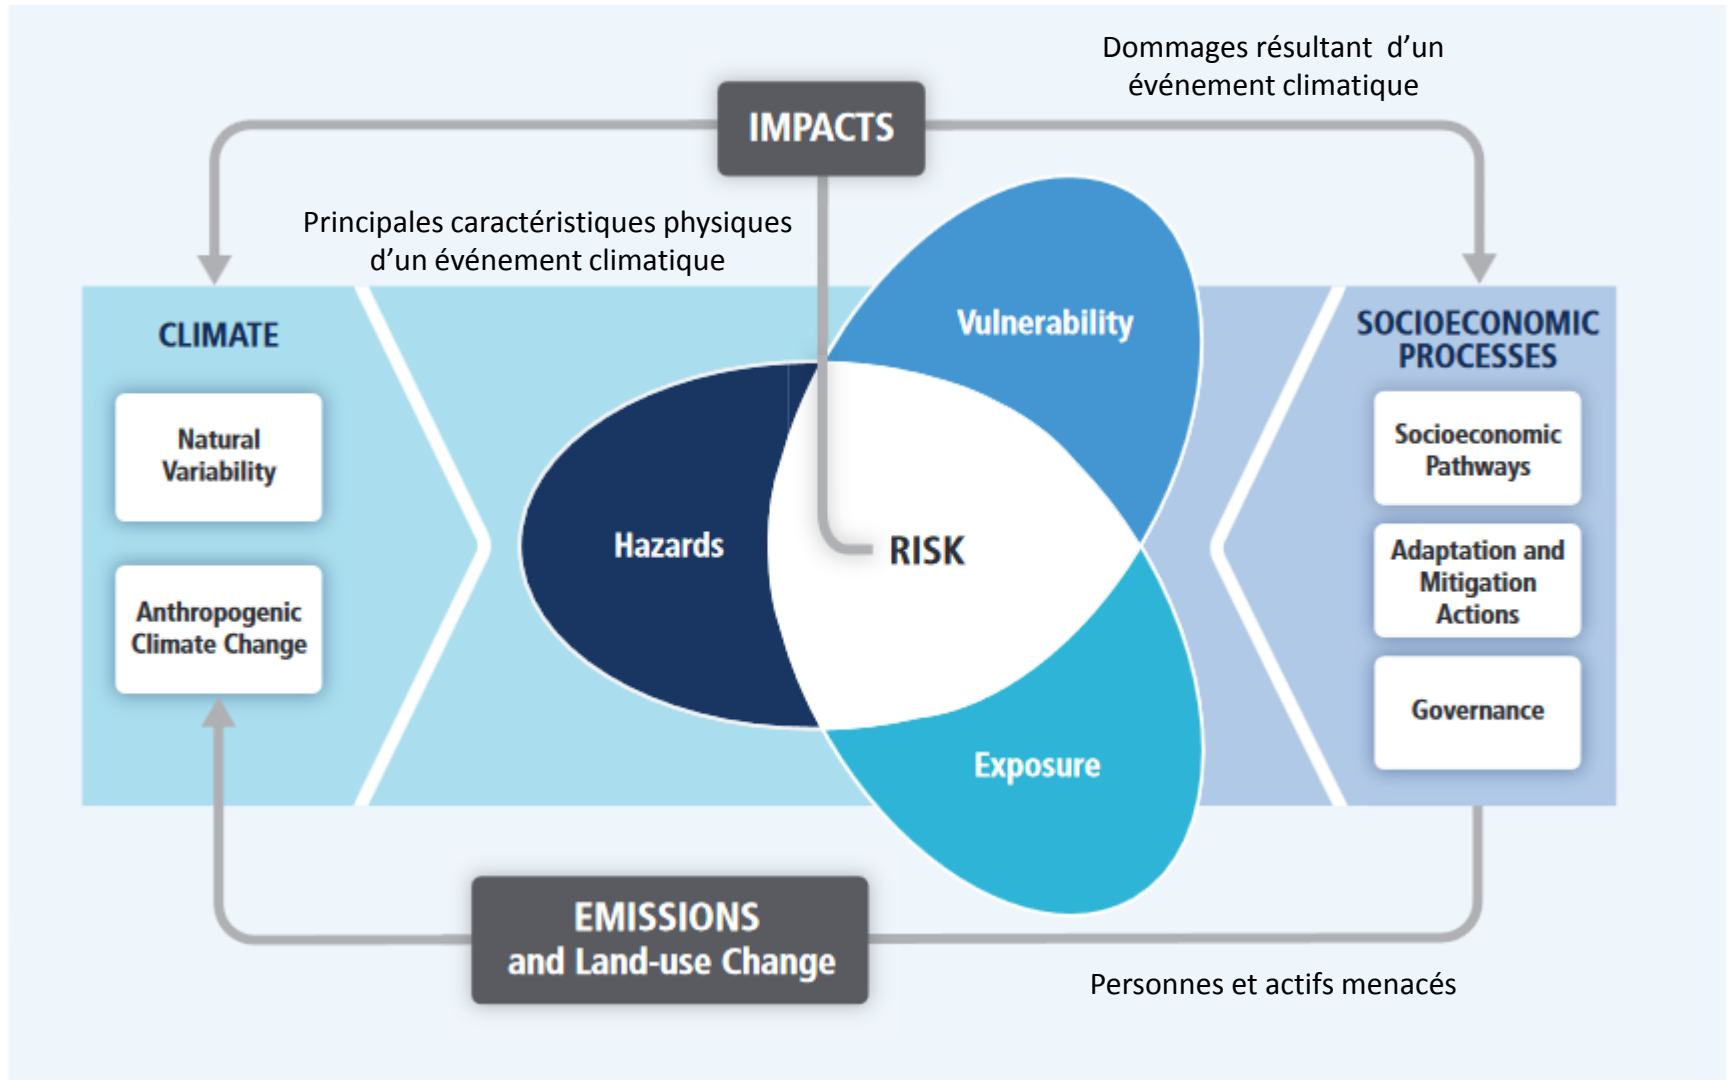 Dommages résultant  d’un
événement climatique
IMPACTS
Principales caractéristiques physiques
d’un événement climatique
CLIMATE
Natural
Variability
Anthropogenic
Climate Change
Vulnerability
Hazards
RISK
Exposure
SOCIOECONOMIC
PROCESSES
Socioeconomic
Pathways
Adaptation and
Mitigation
Actions
Governance
EMISSIONS
and Land-use Change
Personnes et actifs menacés